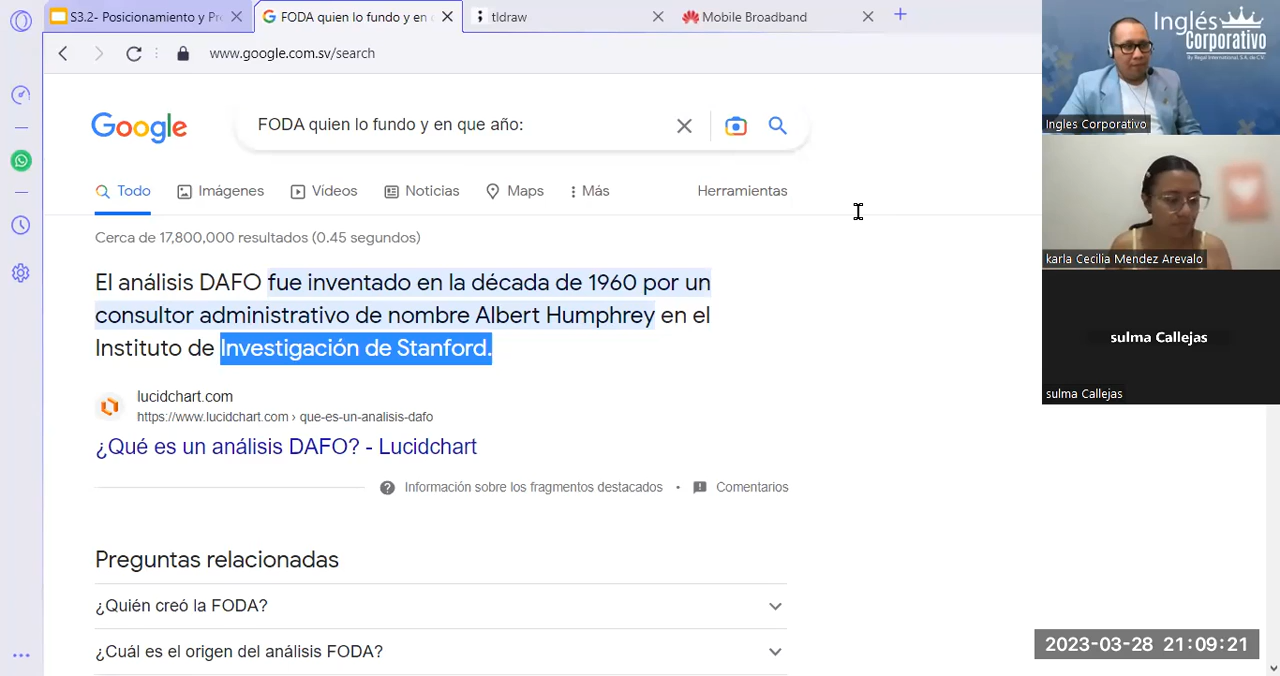 S3.2- Posicionamiento y Pr
FODA quien lo fundo y en
tldraw
Mobile Broadband
www.google.com.sv/search
Google
FODA quien lo fundo y en que año:
Todo
Imágenes
Vídeos
Noticias
Maps
Más
Herramientas
Cerca de 17,800,000 resultados (0.45 segundos)
El análisis DAFO fue inventado en la década de 1960 por un
consultor administrativo de nombre Albert Humphrey en el
Instituto de Investigación de Stanford.
lucidchart.com
https://www.lucidchart.com › que-es-un-analisis-dafo
¿Qué es un análisis DAFO? - Lucidchart
Información sobre los fragmentos destacados
Comentarios
Preguntas relacionadas
¿Quién creó la FODA?
¿Cuál es el origen del análisis FODA?
Inglés
Corporativo
By Regal International, S.A. de C.V.
Ingles Corporativo
karla Cecilia Mendez Arevalo
sulma Callejas
sulma Callejas
2023-03-28 21:09:21